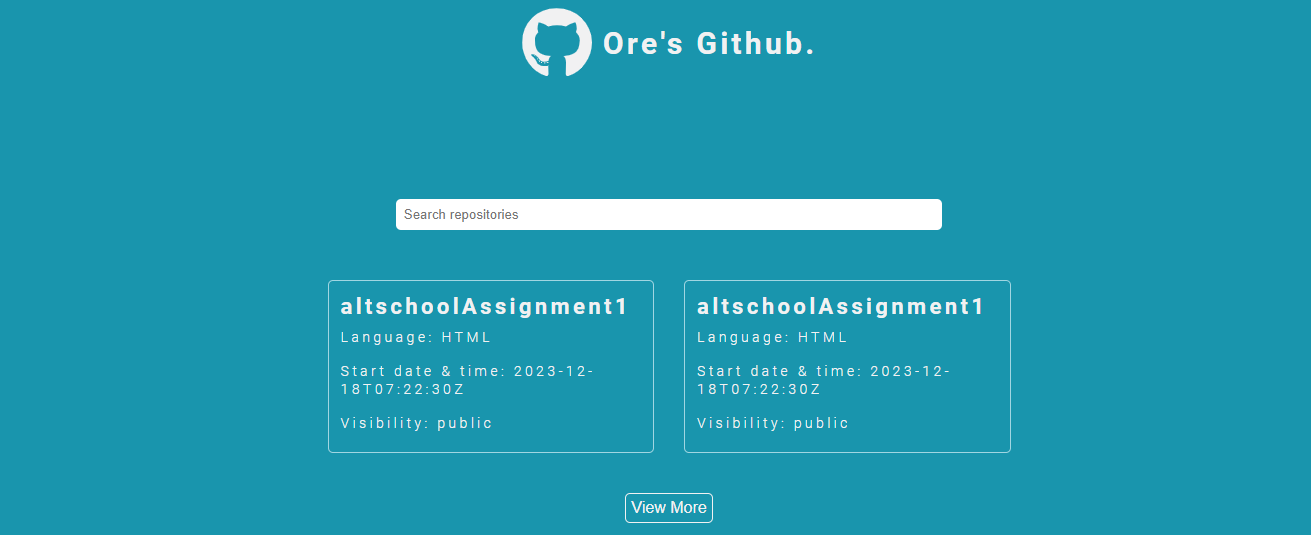 Ore's Github.
Search repositories
altschoolAssignment1
Language: HTML
Start date & time: 2023-12-
18T07:22:30Z
Visibility: public
altschoolAssignment1
Language: HTML
Start date & time: 2023-12-
18T07:22:30Z
Visibility: public
View More